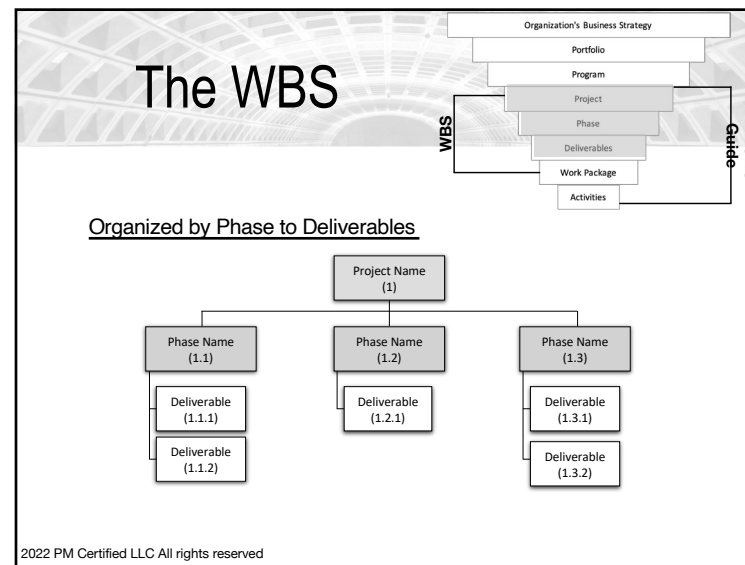 The WBS
Organization's Business Strategy
Portfolio
Program
Project
Phase
Deliverables
Work Package
Activities
WBS
Guide
Organized by Phase to Deliverables
Project Name
(1)
Phase Name
(1.1)
Phase Name
(1.2)
Phase Name
(1.3)
Deliverable
(1.1.1)
Deliverable
(1.2.1)
Deliverable
(1.3.1)
Deliverable
(1.1.2)
Deliverable
(1.3.2)
2022 PM Certified LLC All rights reserved